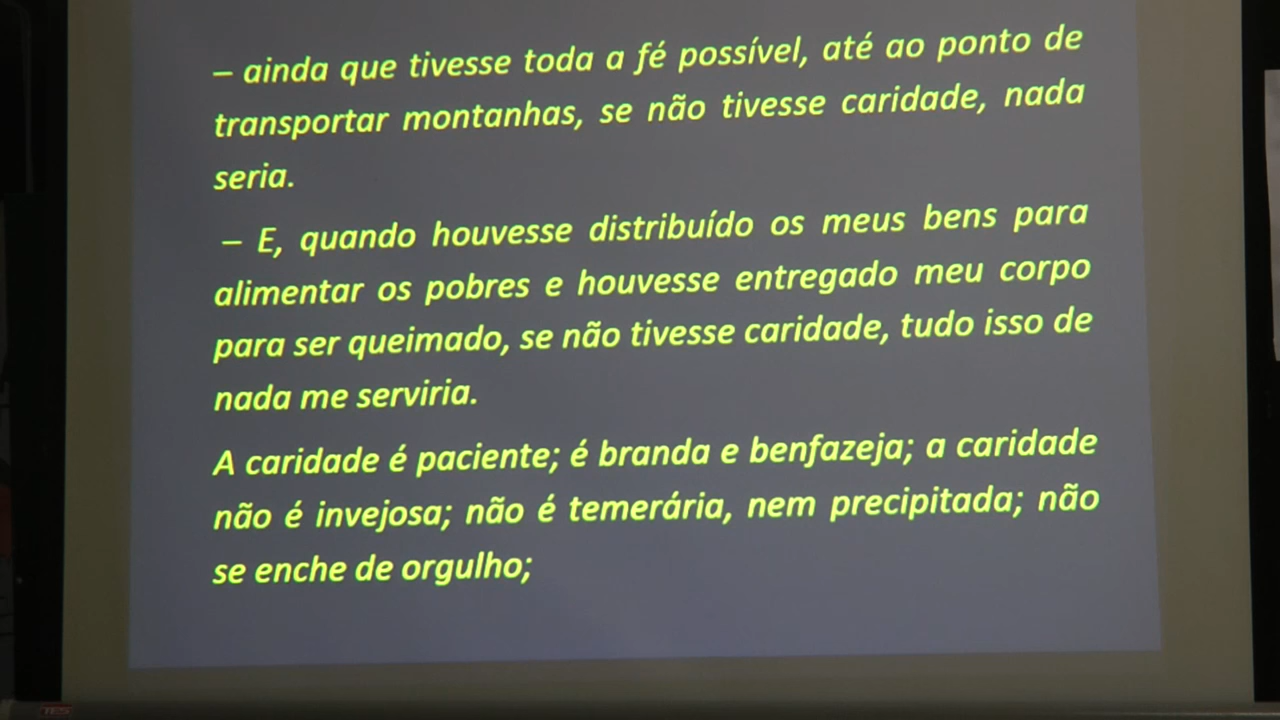 – ainda que tivesse toda a fé possível, até ao ponto de
transportar montanhas, se não tivesse caridade, nada
seria.
– E, quando houvesse distribuído os meus bens para
alimentar os pobres e houvesse entregado meu corpo
para ser queimado, se não tivesse caridade, tudo isso de
nada me serviria.
A caridade é paciente; é branda e benfazeja; a caridade
não é invejosa; não é temerária, nem precipitada; não
se enche de orgulho;